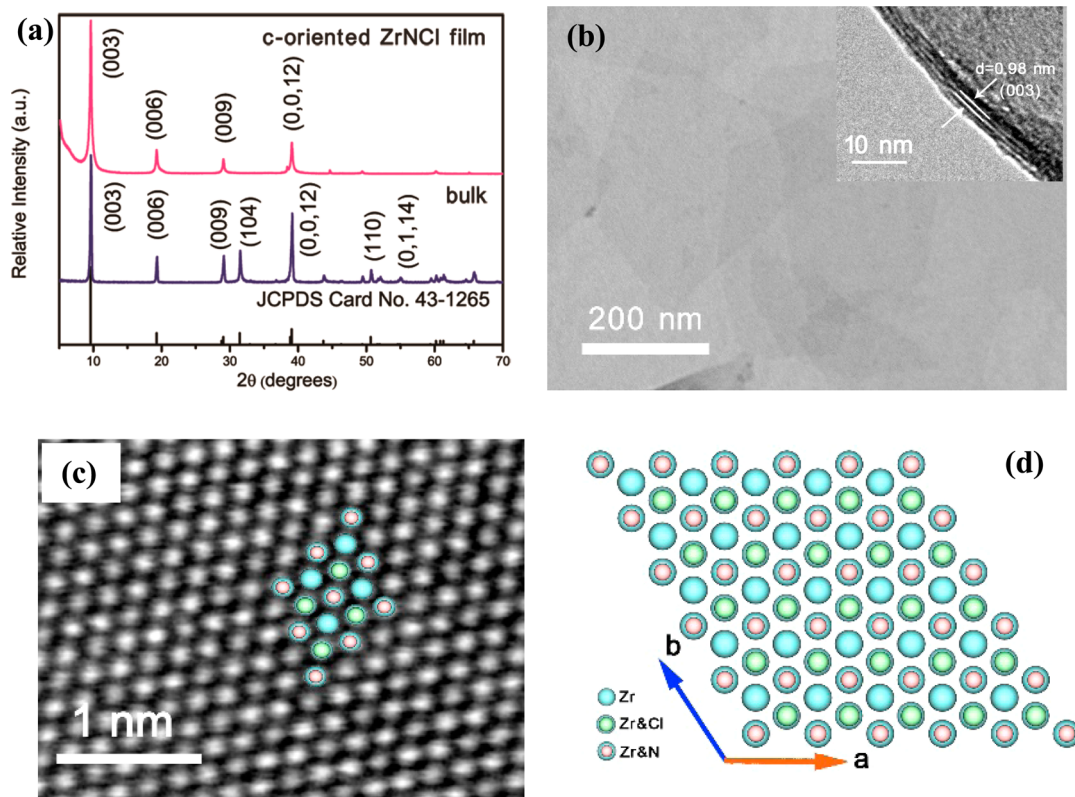 (a)
c-oriented ZrNCl film
(003)
(006)
(009)
(0,0,12)
bulk
(003)
(006)
(009)
(104)
(0,0,12)
(110)
(0,1,14)
JCPDS Card No. 43-1265
Relative Intensity (a.u.)
10 20 30 40 50 60 70
2θ (degrees)
(b)
d=0.98 nm
(003)
10 nm
200 nm
(c)
1 nm
(d)
b
a
Zr
Zr&Cl
Zr&N